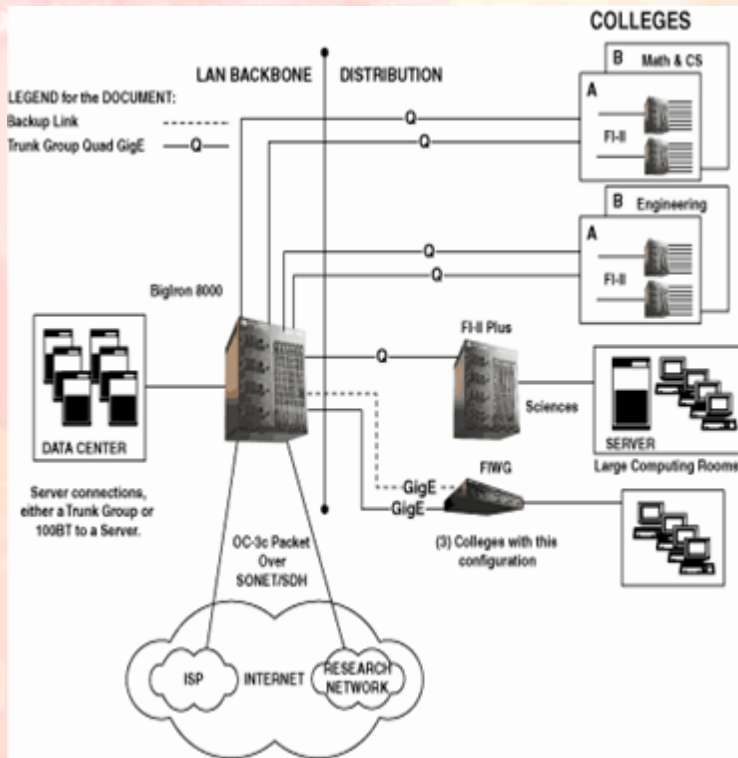 COLLEGES
LAN BACKBONE
DISTRIBUTION
LEGEND for the DOCUMENT:
Backup Link
Trunk Group Quad GigE
Q
B Math & CS
A
FI-II
Q
Q
B Engineering
A
FI-II
Q
Q
BigIron 8000
FI-II Plus
Q
Sciences
DATA CENTER
SERVER
Large Computing Rooms
Server connections,
either a Trunk Group or
100BT to a Server.
FIWG
GigE
GigE
(3) Colleges with this
configuration
OC-3c Packet
Over
SONET/SDH
ISP
INTERNET
RESEARCH
NETWORK